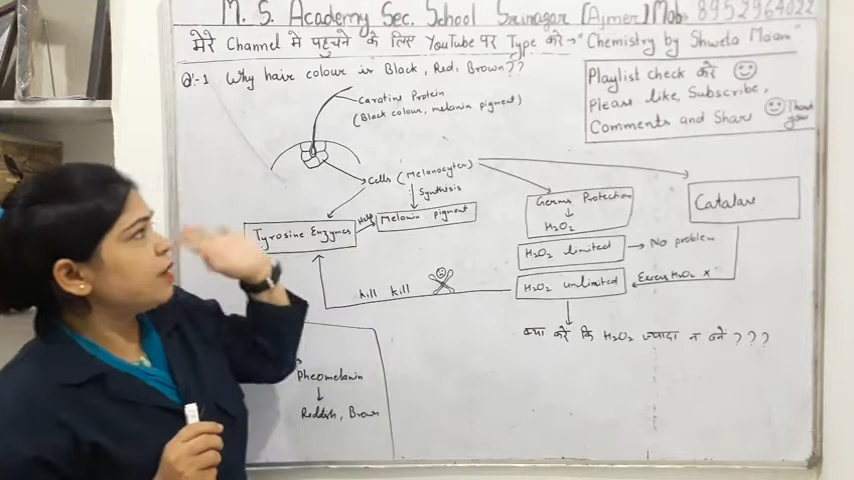 M. S. Academy Sec. School Srinagar (Ajmer) Mob 8952964022
मेरे Channel मे पहुचने के लिए YouTube पर Type करे → "Chemistry by Shweta Maam"
Q.-1 Why hair colour is Black, Red, Brown??
Playlist check करें
Please like, Subscribe,
Comments and Share
Thank you
Caratine Protein
(Black colour, melanin pigment)
Cells (Melanocytes)
Synthesis
Tyrosine Enzymes
Help
Melanin pigment
Germs Protection
H2O2
Catalase
H2O2 limited → No problem
H2O2 unlimited
Excess H2O2 ×
kill kill
क्या करें कि H2O2 ज्यादा न बने ???
Pheomelanin
Reddish, Brown